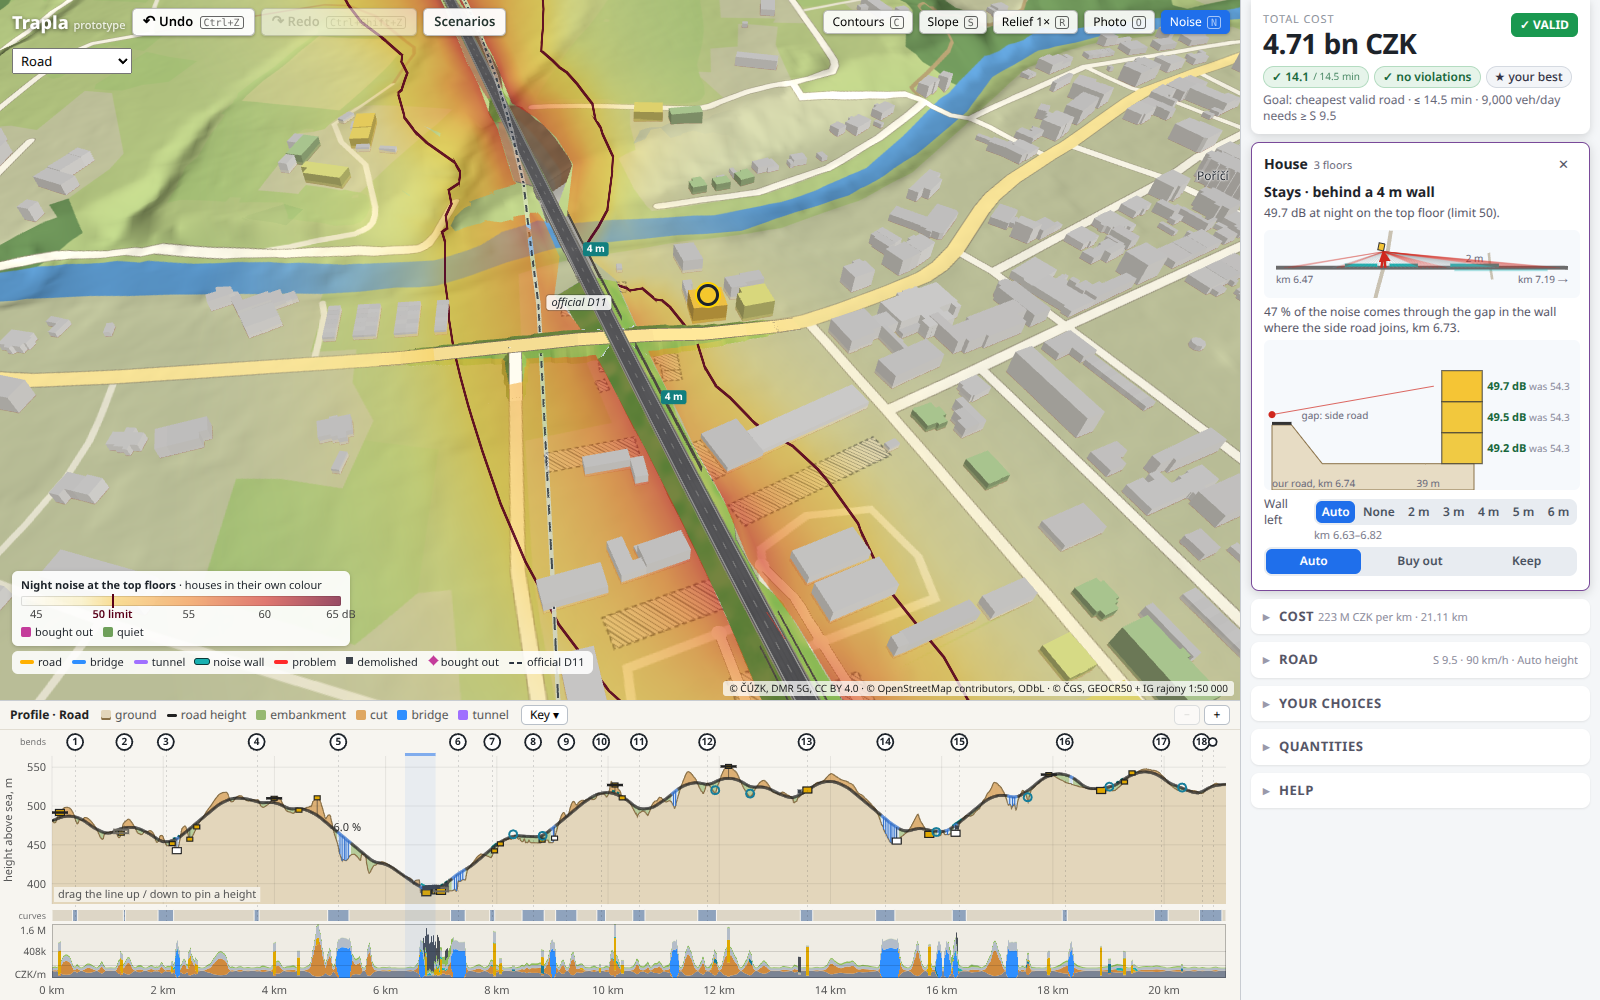 Trapla prototype
↶ Undo Ctrl+Z
↷ Redo Ctrl+Shift+Z
Scenarios
Contours C
Slope S
Relief 1× R
Photo O
Noise N
Road
Poříčí
4 m
official D11
4 m
Night noise at the top floors · houses in their own colour
45 50 limit 55 60 65 dB
bought out quiet
road bridge tunnel noise wall problem demolished bought out official D11
© ČÚZK, DMR 5G, CC BY 4.0 · © OpenStreetMap contributors, ODbL · © ČGS, GEOCR50 + IG rajony 1:50 000
Profile · Road ground road height embankment cut bridge tunnel Key ▾ − +
bends 1 2 3 4 5 6 7 8 9 10 11 12 13 14 15 16 17 18
height above sea, m
550
500
450
400
6.0 %
drag the line up / down to pin a height
curves
1.6 M
408k
CZK/m
0 km 2 km 4 km 6 km 8 km 10 km 12 km 14 km 16 km 18 km 20 km
TOTAL COST
4.71 bn CZK
✓ VALID
✓ 14.1 / 14.5 min ✓ no violations ★ your best
Goal: cheapest valid road · ≤ 14.5 min · 9,000 veh/day
needs ≥ S 9.5
House 3 floors ✕
Stays · behind a 4 m wall
49.7 dB at night on the top floor (limit 50).
2 m
km 6.47 km 7.19 →
47 % of the noise comes through the gap in the wall
where the side road joins, km 6.73.
49.7 dB was 54.3
gap: side road 49.5 dB was 54.3
49.2 dB was 54.3
our road, km 6.74 39 m
Wall left
Auto None 2 m 3 m 4 m 5 m 6 m
km 6.63–6.82
Auto Buy out Keep
▸ COST 223 M CZK per km · 21.11 km
▸ ROAD S 9.5 · 90 km/h · Auto height
▸ YOUR CHOICES
▸ QUANTITIES
▸ HELP